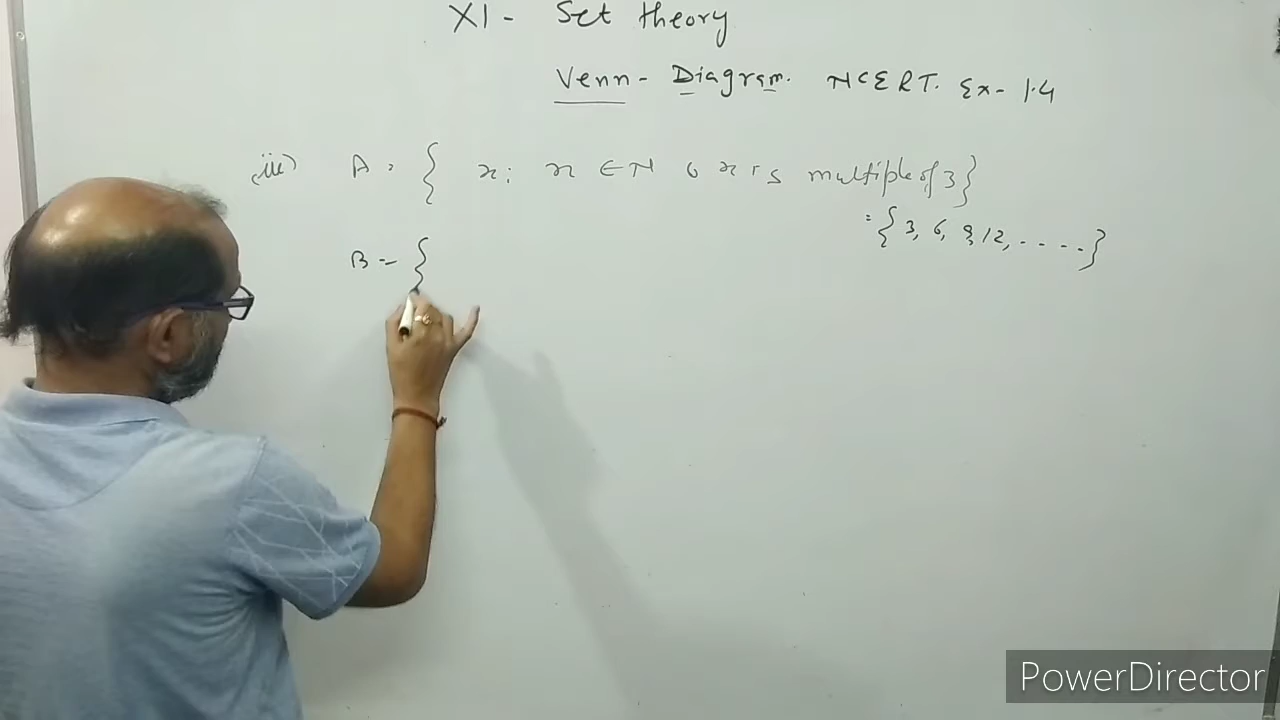 XI - Set theory
Venn - Diagram. NCERT. Ex - 1.4
(iii) A = { x : x ∈ N & x is multiple of 3 }
= { 3, 6, 9, 12, ..... }
B = {
PowerDirector